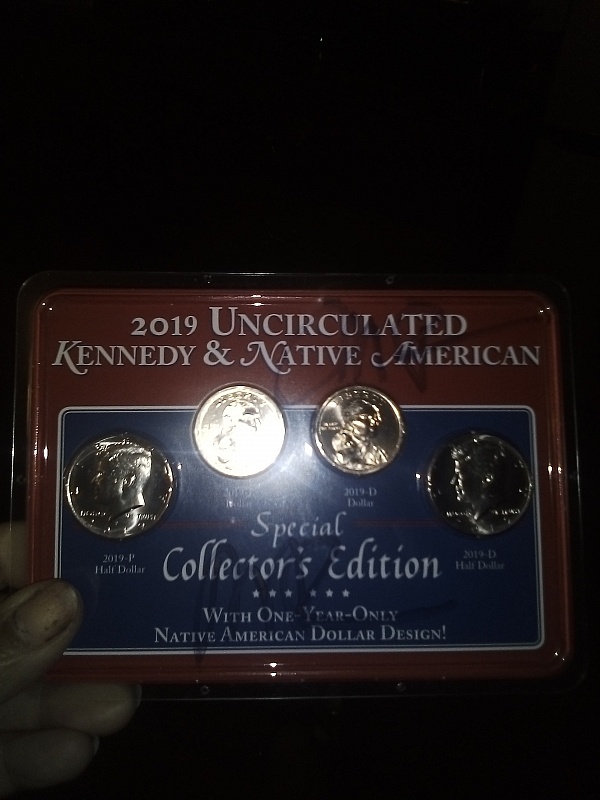 2019 UNCIRCULATED
KENNEDY & NATIVE AMERICAN
2019-D
Dollar
2019-P
Half Dollar
2019-D
Half Dollar
Special
Collector's Edition
WITH ONE-YEAR-ONLY
NATIVE AMERICAN DOLLAR DESIGN!